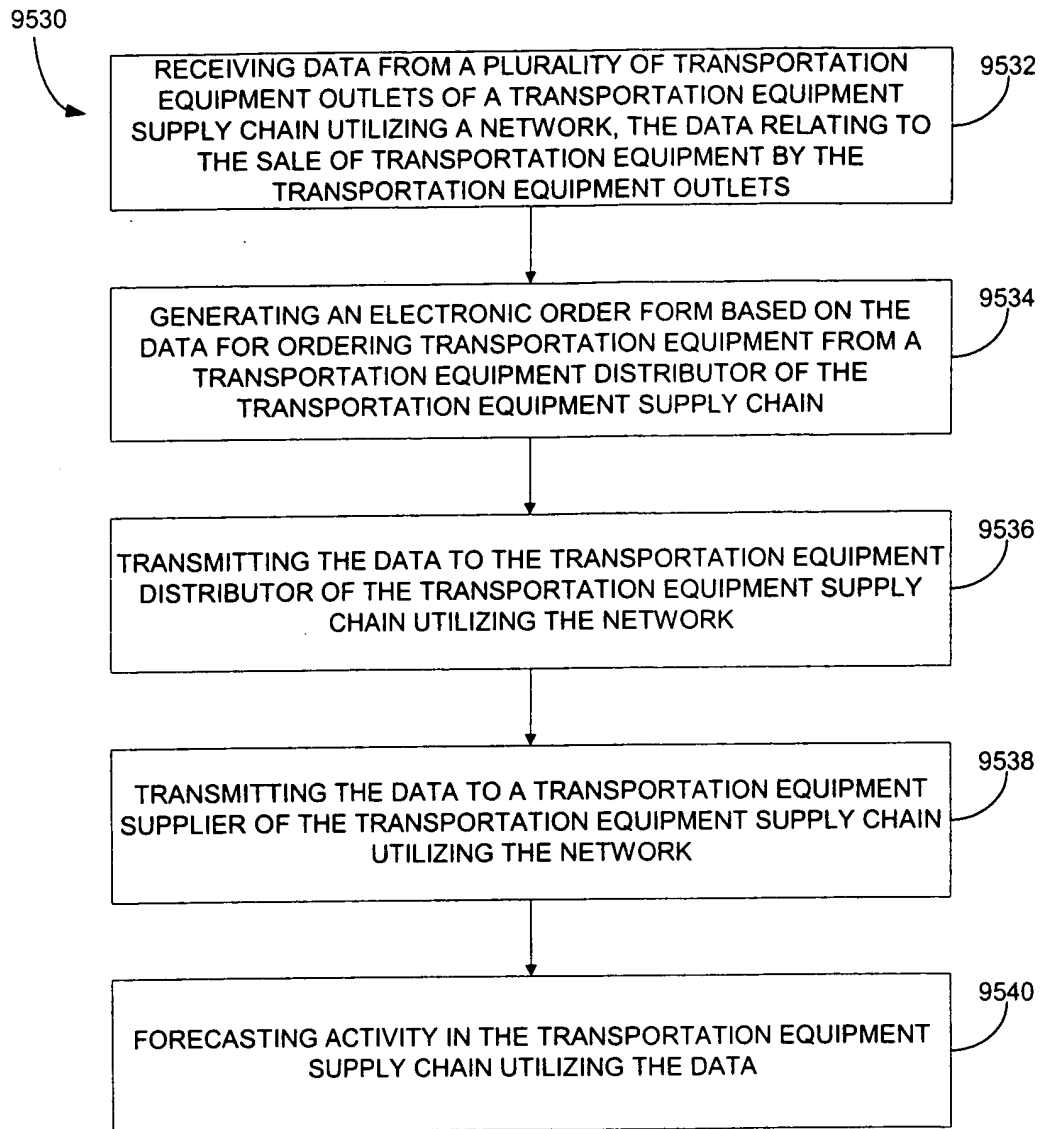 9530
RECEIVING DATA FROM A PLURALITY OF TRANSPORTATION
EQUIPMENT OUTLETS OF A TRANSPORTATION EQUIPMENT
SUPPLY CHAIN UTILIZING A NETWORK, THE DATA RELATING TO
THE SALE OF TRANSPORTATION EQUIPMENT BY THE
TRANSPORTATION EQUIPMENT OUTLETS
9532
GENERATING AN ELECTRONIC ORDER FORM BASED ON THE
DATA FOR ORDERING TRANSPORTATION EQUIPMENT FROM A
TRANSPORTATION EQUIPMENT DISTRIBUTOR OF THE
TRANSPORTATION EQUIPMENT SUPPLY CHAIN
9534
TRANSMITTING THE DATA TO THE TRANSPORTATION EQUIPMENT
DISTRIBUTOR OF THE TRANSPORTATION EQUIPMENT SUPPLY
CHAIN UTILIZING THE NETWORK
9536
TRANSMITTING THE DATA TO A TRANSPORTATION EQUIPMENT
SUPPLIER OF THE TRANSPORTATION EQUIPMENT SUPPLY CHAIN
UTILIZING THE NETWORK
9538
FORECASTING ACTIVITY IN THE TRANSPORTATION EQUIPMENT
SUPPLY CHAIN UTILIZING THE DATA
9540